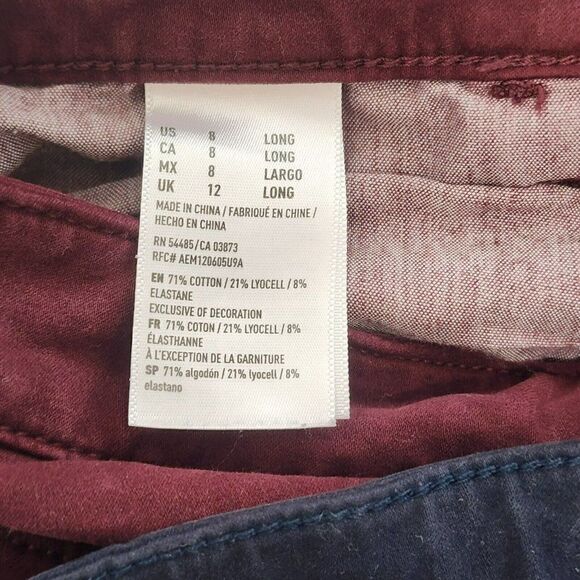 US 8 LONG
CA 8 LONG
MX 8 LARGO
UK 12 LONG
MADE IN CHINA / FABRIQUÉ EN CHINE /
HECHO EN CHINA
RN 54485/CA 03873
RFC# AEM120605U9A
EN 71% COTTON / 21% LYOCELL / 8%
ELASTANE
EXCLUSIVE OF DECORATION
FR 71% COTON / 21% LYOCELL / 8%
ÉLASTHANNE
À L'EXCEPTION DE LA GARNITURE
SP 71% algodón / 21% lyocell / 8%
elastano